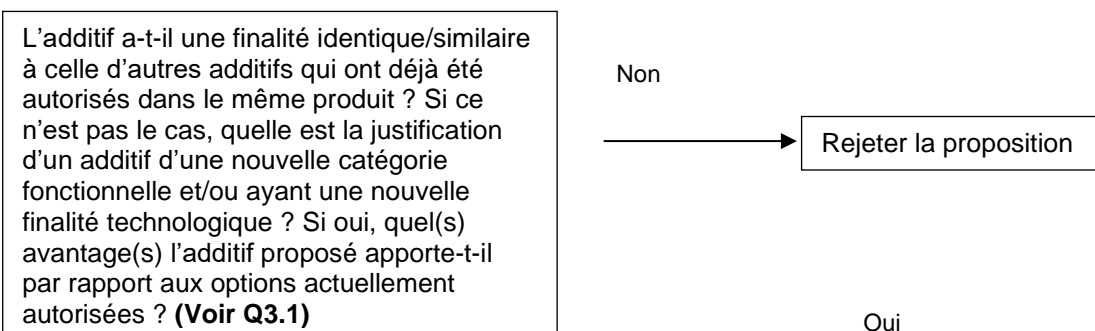 L’additif a-t-il une finalité identique/similaire
à celle d’autres additifs qui ont déjà été
autorisés dans le même produit ? Si ce
n’est pas le cas, quelle est la justification
d’un additif d’une nouvelle catégorie
fonctionnelle et/ou ayant une nouvelle
finalité technologique ? Si oui, quel(s)
avantage(s) l’additif proposé apporte-t-il
par rapport aux options actuellement
autorisées ? (Voir Q3.1)
Non
Rejeter la proposition
Oui